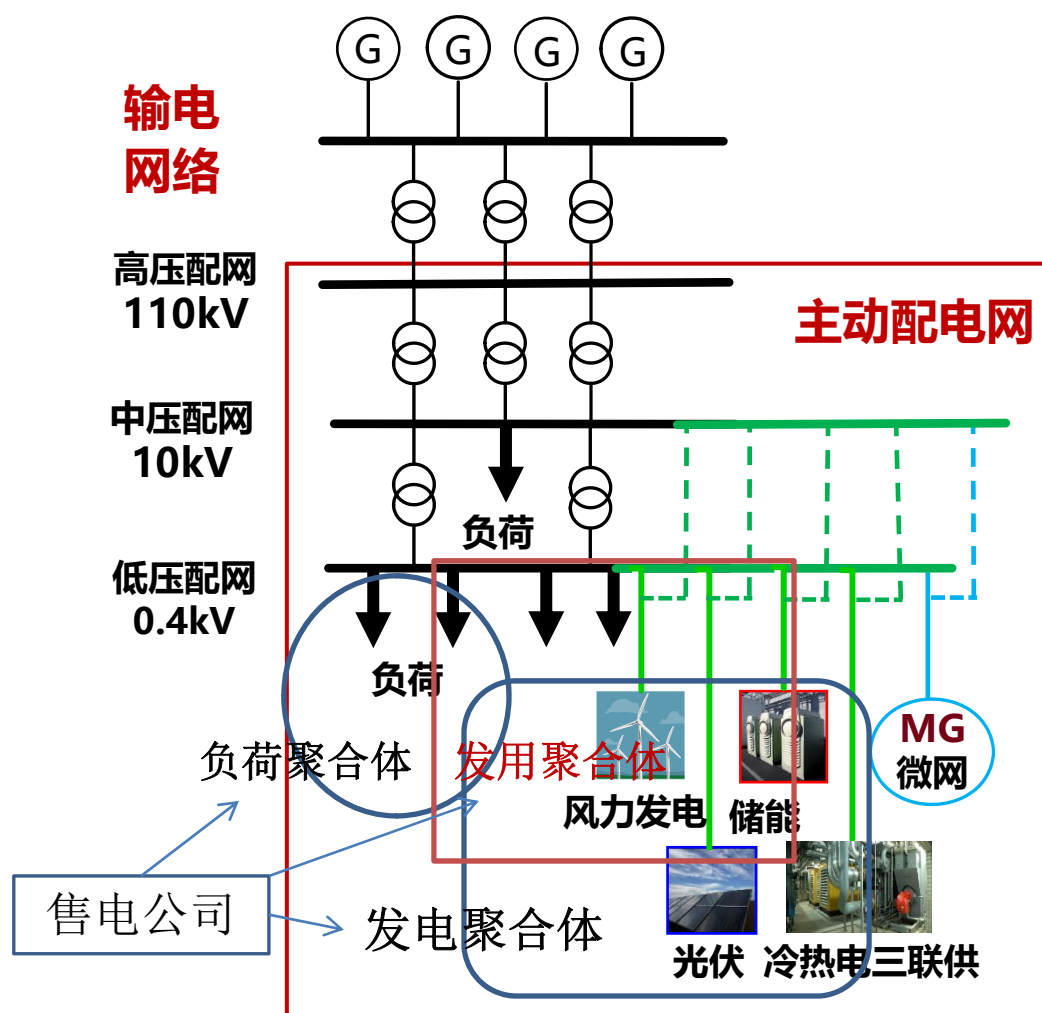 G G G G
输电
网络
高压配网
110kV
主动配电网
中压配网
10kV
负荷
低压配网
0.4kV
负荷
MG
微网
负荷聚合体
发用聚合体
风力发电
储能
售电公司
发电聚合体
光伏
冷热电三联供